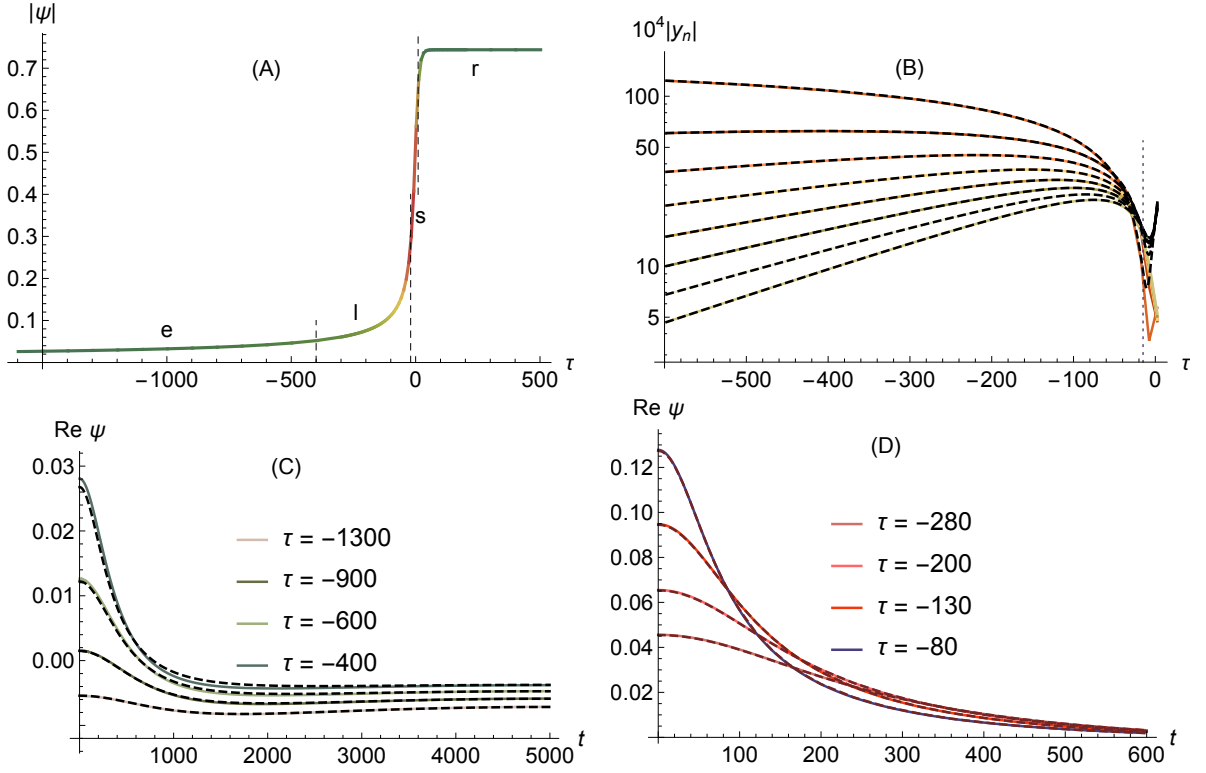 |ψ|
(A)
0.7
0.6
0.5
0.4
0.3
0.2
0.1
e
l
s
r
−1000
−500
0
500
τ
10⁴|yₙ|
(B)
100
50
10
5
−500
−400
−300
−200
−100
0
τ
Re ψ
(C)
0.03
0.02
0.01
0.00
τ = −1300
τ = −900
τ = −600
τ = −400
1000
2000
3000
4000
5000
t
Re ψ
(D)
0.12
0.10
0.08
0.06
0.04
0.02
τ = −280
τ = −200
τ = −130
τ = −80
100
200
300
400
500
600
t